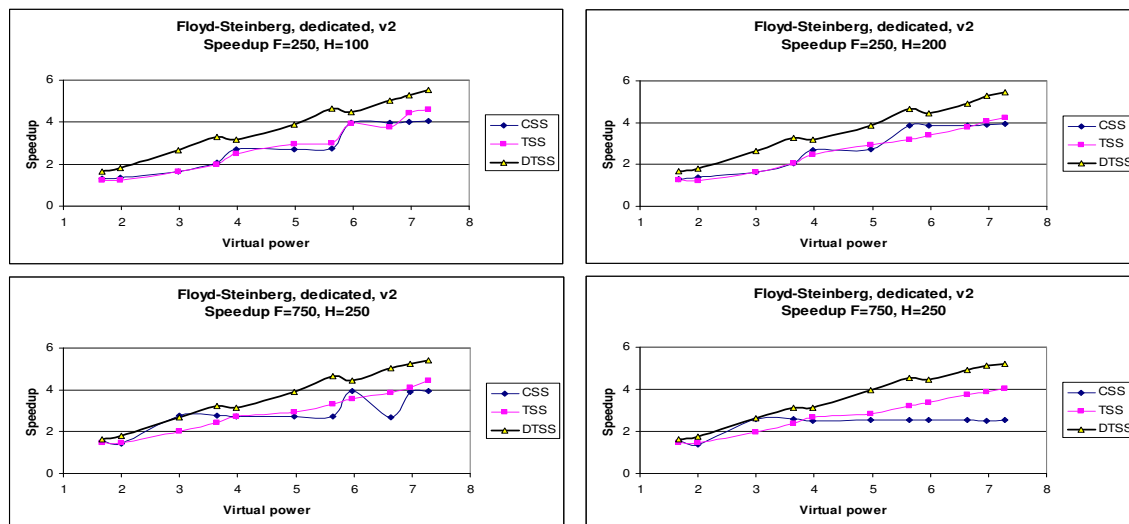 Floyd-Steinberg, dedicated, v2
Speedup F=250, H=100
6
4
2
0
Speedup
1 2 3 4 5 6 7 8
Virtual power
CSS
TSS
DTSS
Floyd-Steinberg, dedicated, v2
Speedup F=250, H=200
6
4
2
0
Speedup
1 2 3 4 5 6 7 8
Virtual power
CSS
TSS
DTSS
Floyd-Steinberg, dedicated, v2
Speedup F=750, H=250
6
4
2
0
Speedup
1 2 3 4 5 6 7 8
Virtual power
CSS
TSS
DTSS
Floyd-Steinberg, dedicated, v2
Speedup F=750, H=250
6
4
2
0
Speedup
1 2 3 4 5 6 7 8
Virtual power
CSS
TSS
DTSS